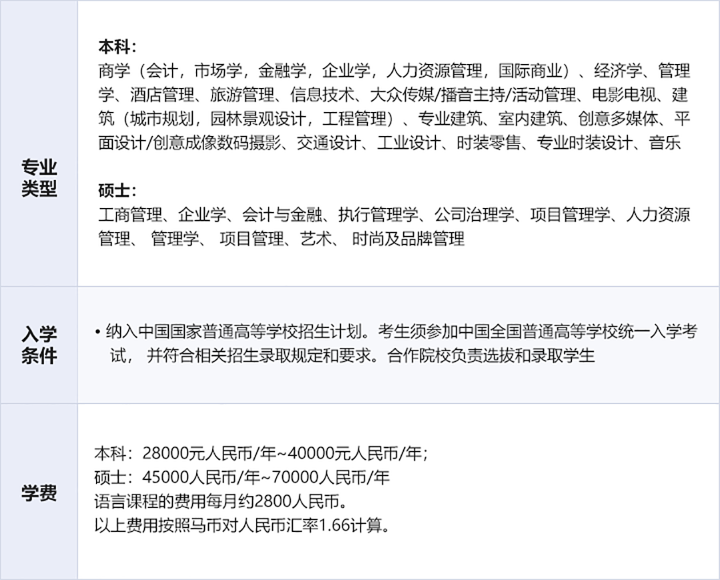 专业
类型
本科：
商学（会计，市场学，金融学，企业学，人力资源管理，国际商业）、经济学、管理
学、酒店管理、旅游管理、信息技术、大众传媒/播音主持/活动管理、电影电视、建
筑（城市规划，园林景观设计，工程管理）、专业建筑、室内建筑、创意多媒体、平
面设计/创意成像数码摄影、交通设计、工业设计、时装零售、专业时装设计、音乐
硕士：
工商管理、企业学、会计与金融、执行管理学、公司治理学、项目管理学、人力资源
管理、 管理学、 项目管理、艺术、 时尚及品牌管理
入学
条件
• 纳入中国国家普通高等学校招生计划。考生须参加中国全国普通高等学校统一入学考
试， 并符合相关招生录取规定和要求。合作院校负责选拔和录取学生
学费
本科：28000元人民币/年~40000元人民币/年；
硕士：45000人民币/年~70000人民币/年
语言课程的费用每月约2800人民币。
以上费用按照马币对人民币汇率1.66计算。